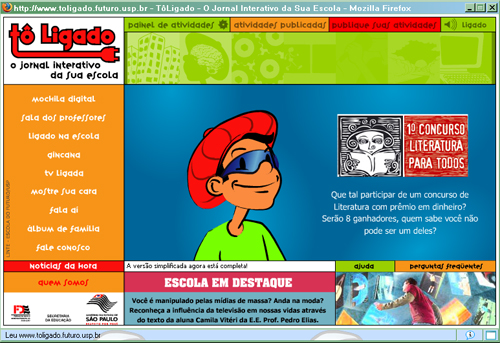 http://www.toligado.futuro.usp.br - TôLigado - O Jornal Interativo da Sua Escola - Mozilla Firefox
tô Ligado
o jornal interativo
da sua escola
painel de atividades
atividades publicadas
publique suas atividades
ligado
mochila digital
sala dos professores
ligado na escola
gincana
tv ligada
mostre sua cara
fala aí
álbum de família
fale conosco
1º CONCURSO
LITERATURA
PARA TODOS
Que tal participar de um concurso de
Literatura com prêmio em dinheiro?
Serão 8 ganhadores, quem sabe você não
pode ser um deles?
notícias da hora
A versão simplificada agora está completa!
ajuda
perguntas freqüentes
quem somos
ESCOLA EM DESTAQUE
Você é manipulado pelas mídias de massa? Anda na moda?
Reconheça a influência da televisão em nossas vidas através
do texto da aluna Camila Vitéri da E.E. Prof. Pedro Elias.
SECRETARIA
DA EDUCAÇÃO
GOVERNO DO ESTADO DE
SÃO PAULO
Leu www.toligado.futuro.usp.br